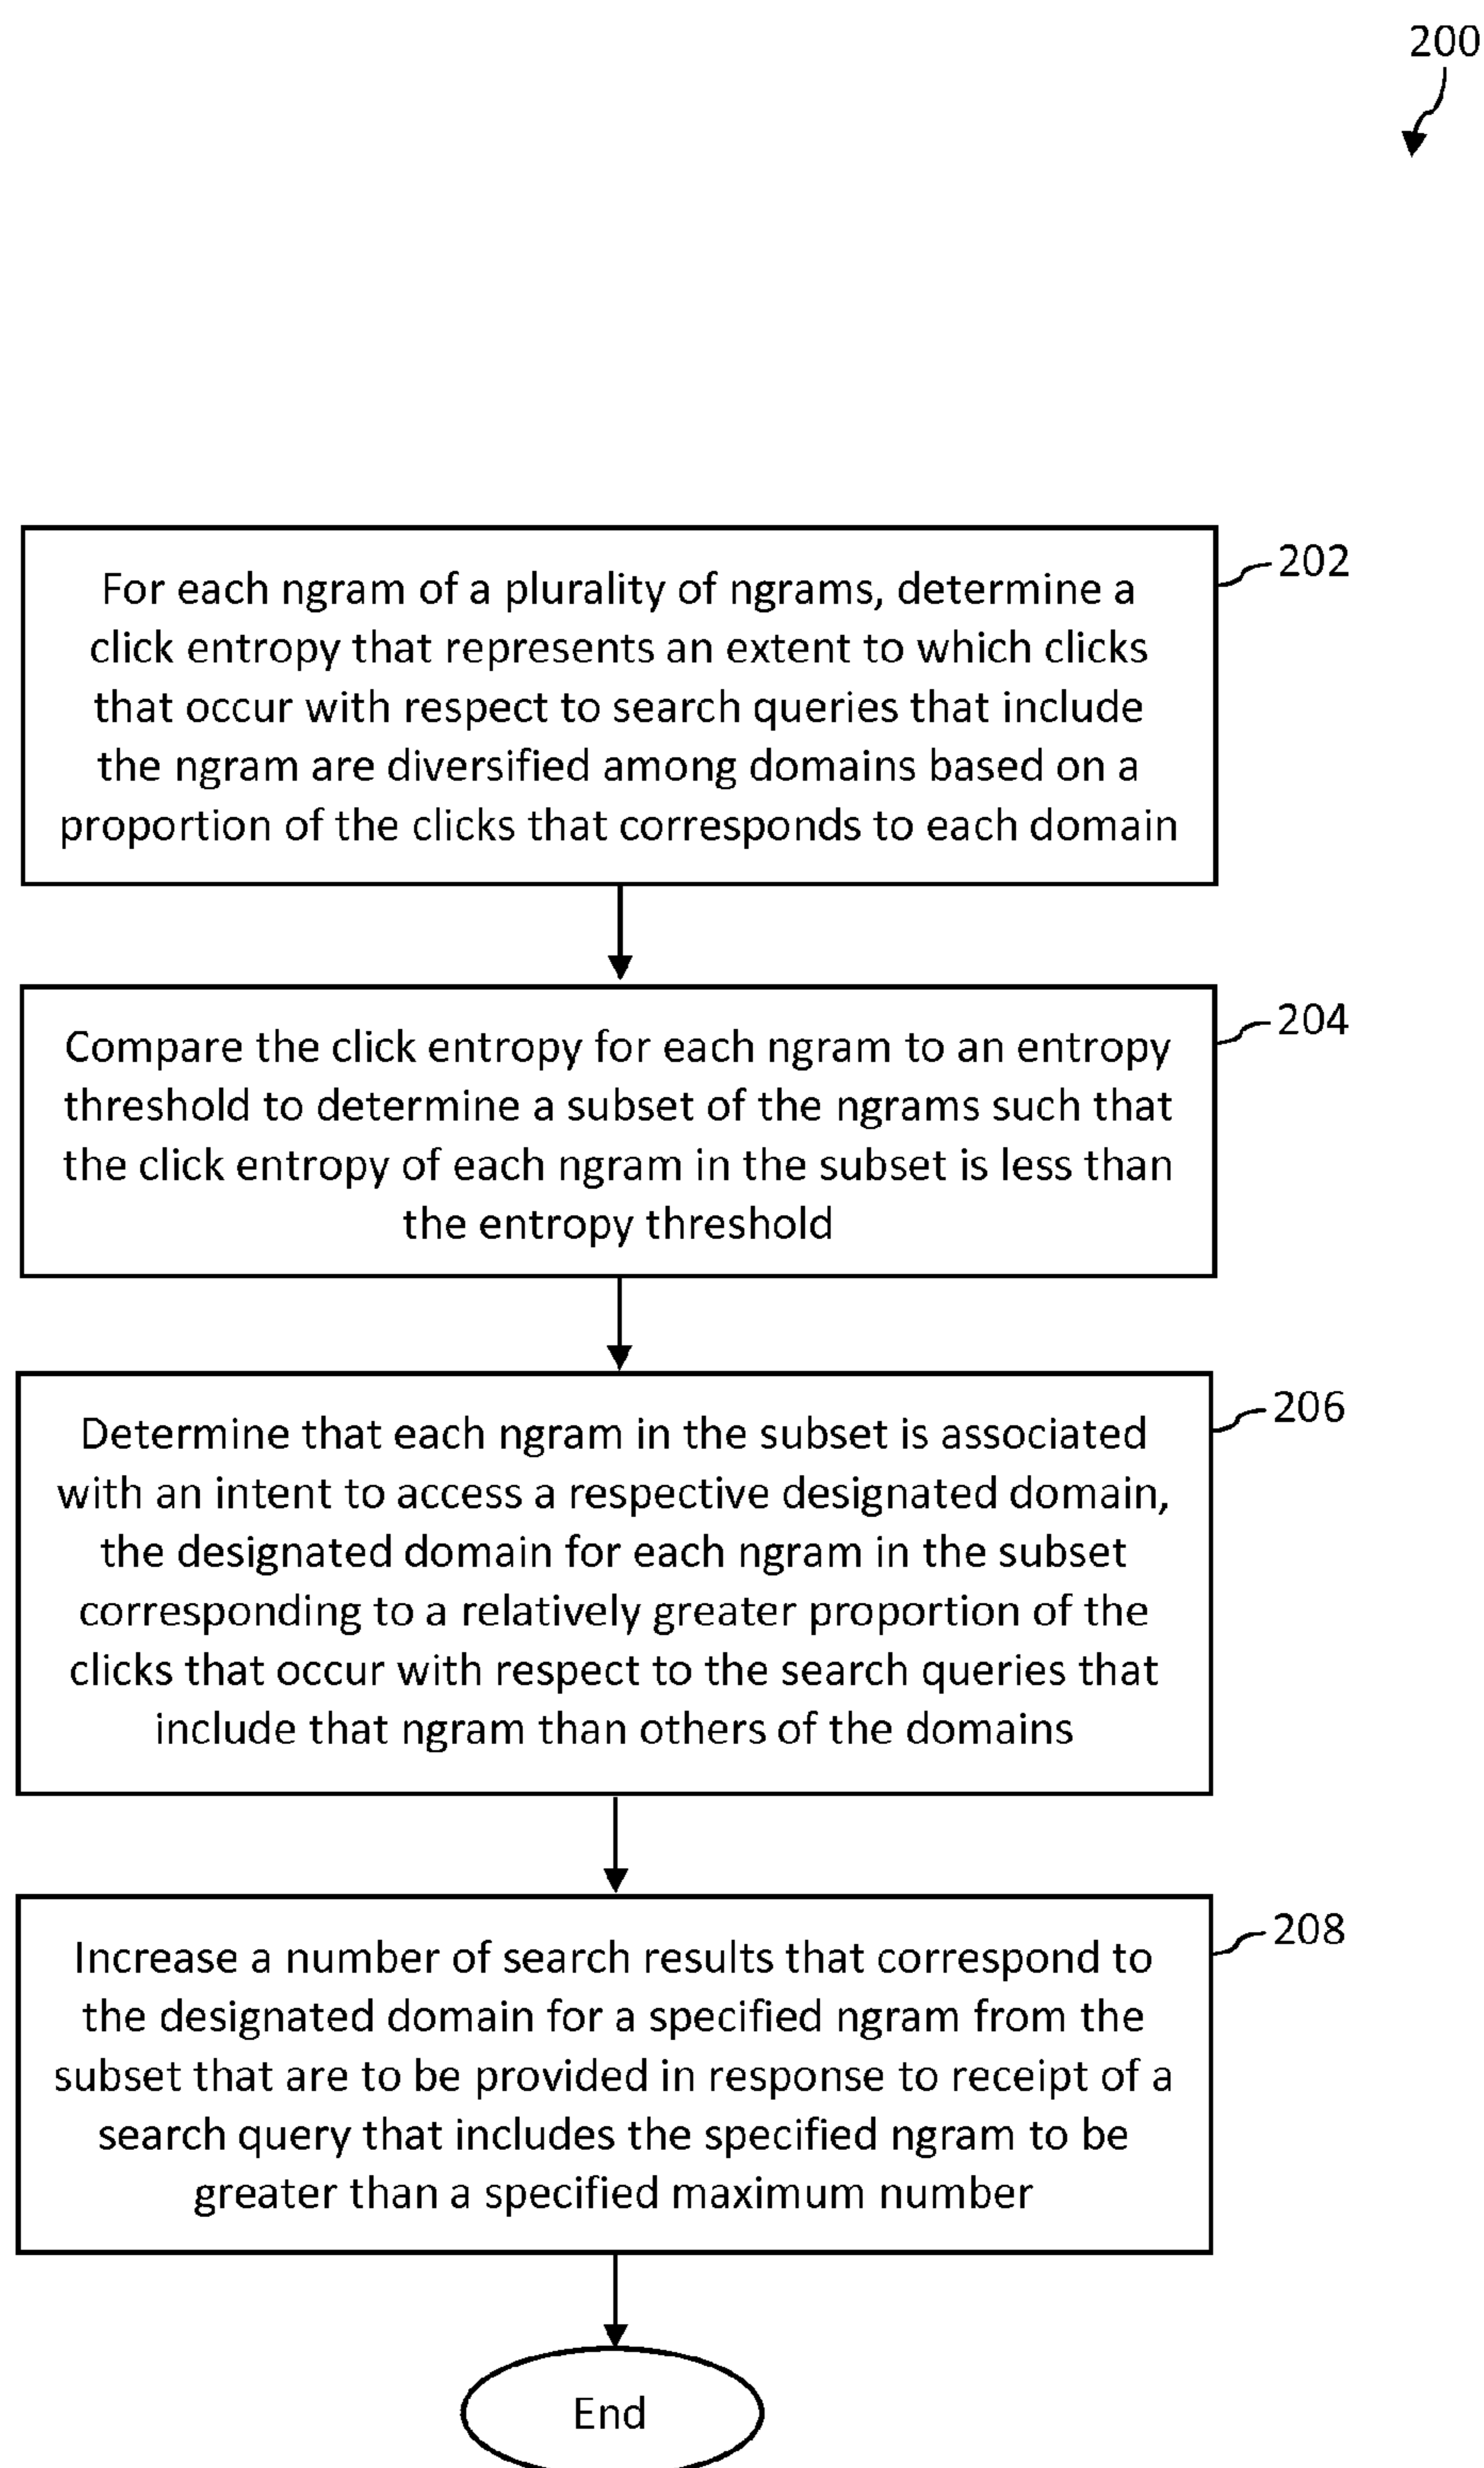 200
For each ngram of a plurality of ngrams, determine a
click entropy that represents an extent to which clicks
that occur with respect to search queries that include
the ngram are diversified among domains based on a
proportion of the clicks that corresponds to each domain
202
Compare the click entropy for each ngram to an entropy
threshold to determine a subset of the ngrams such that
the click entropy of each ngram in the subset is less than
the entropy threshold
204
Determine that each ngram in the subset is associated
with an intent to access a respective designated domain,
the designated domain for each ngram in the subset
corresponding to a relatively greater proportion of the
clicks that occur with respect to the search queries that
include that ngram than others of the domains
206
Increase a number of search results that correspond to
the designated domain for a specified ngram from the
subset that are to be provided in response to receipt of a
search query that includes the specified ngram to be
greater than a specified maximum number
208
End